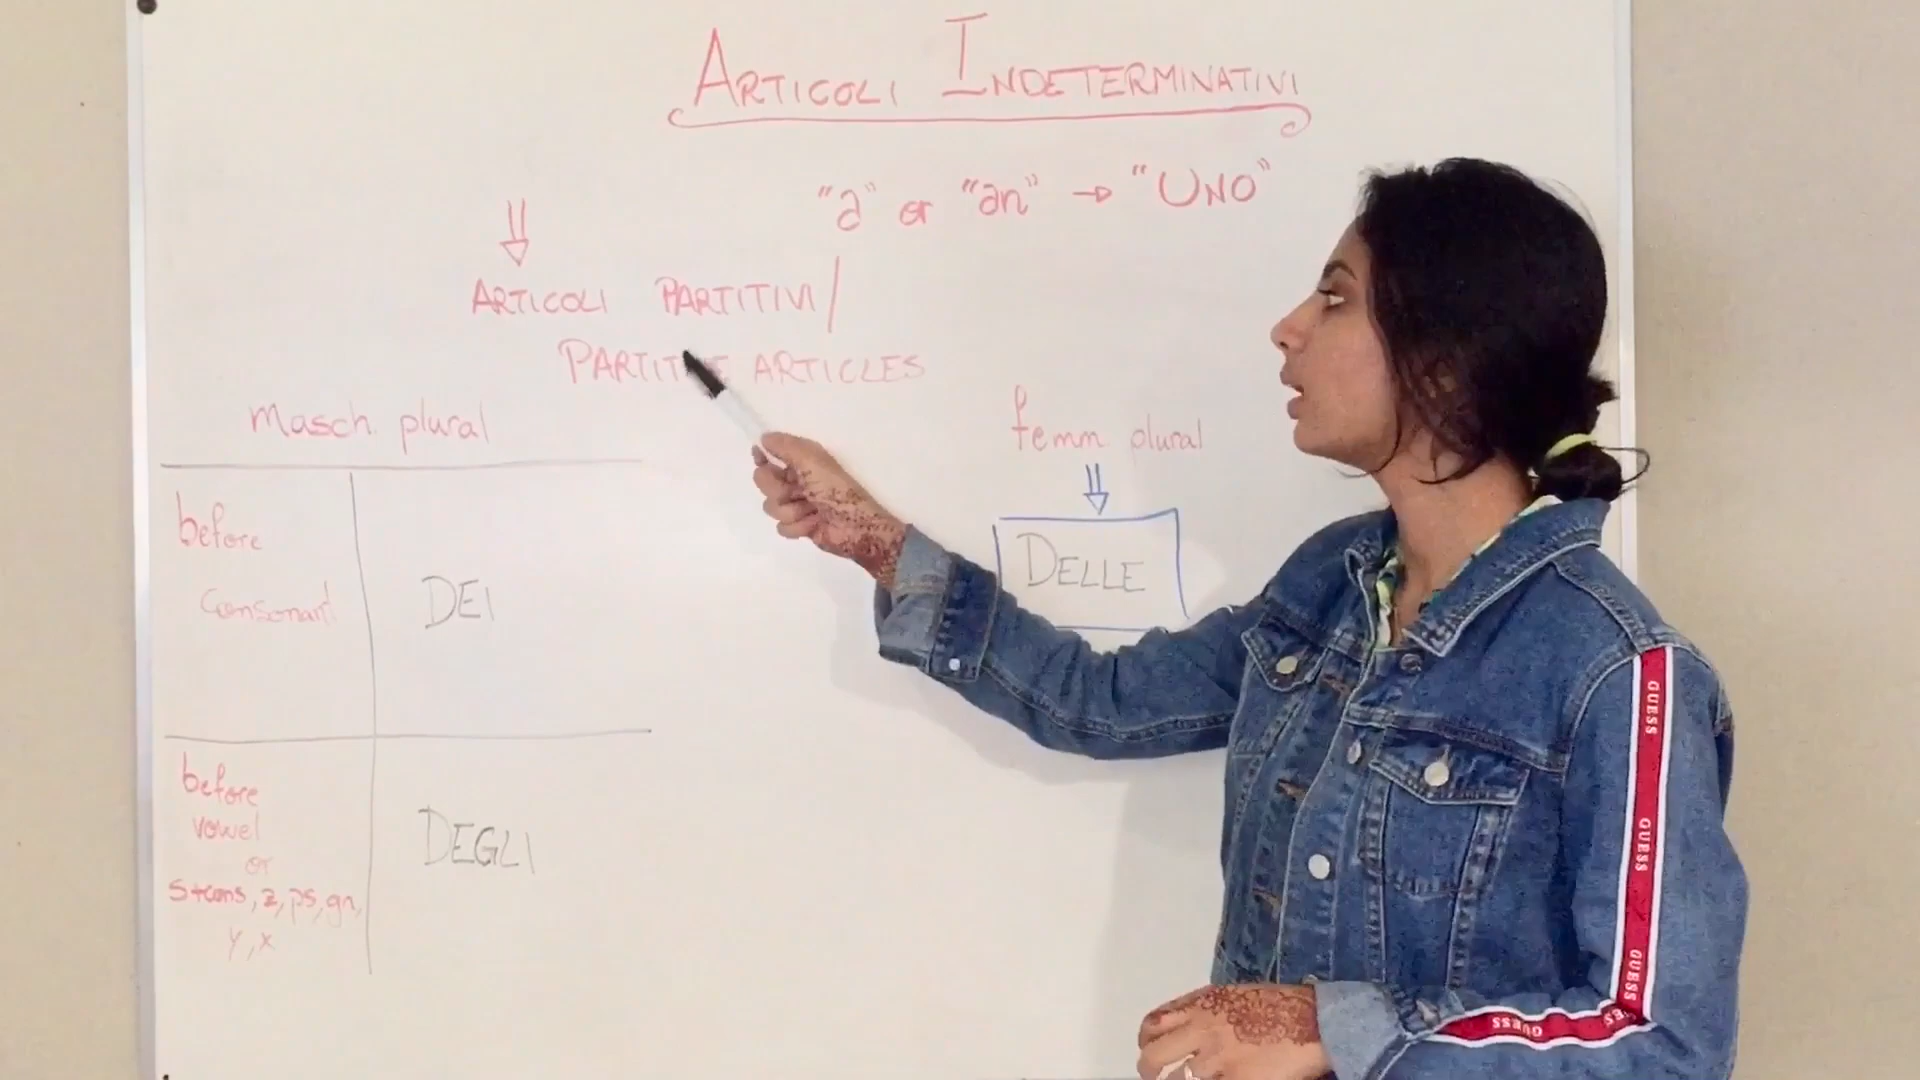 ARTICOLI INDETERMINATIVI
"a" or "an" → "UNO"
ARTICOLI PARTITIVI/
PARTITIVE ARTICLES
Masch. plural
femm plural
before
consonant
DEI
DELLE
before
vowel
or
s+cons, z, ps, gn,
y, x
DEGLI
GUESS
GUESS
GUESS
GUESS